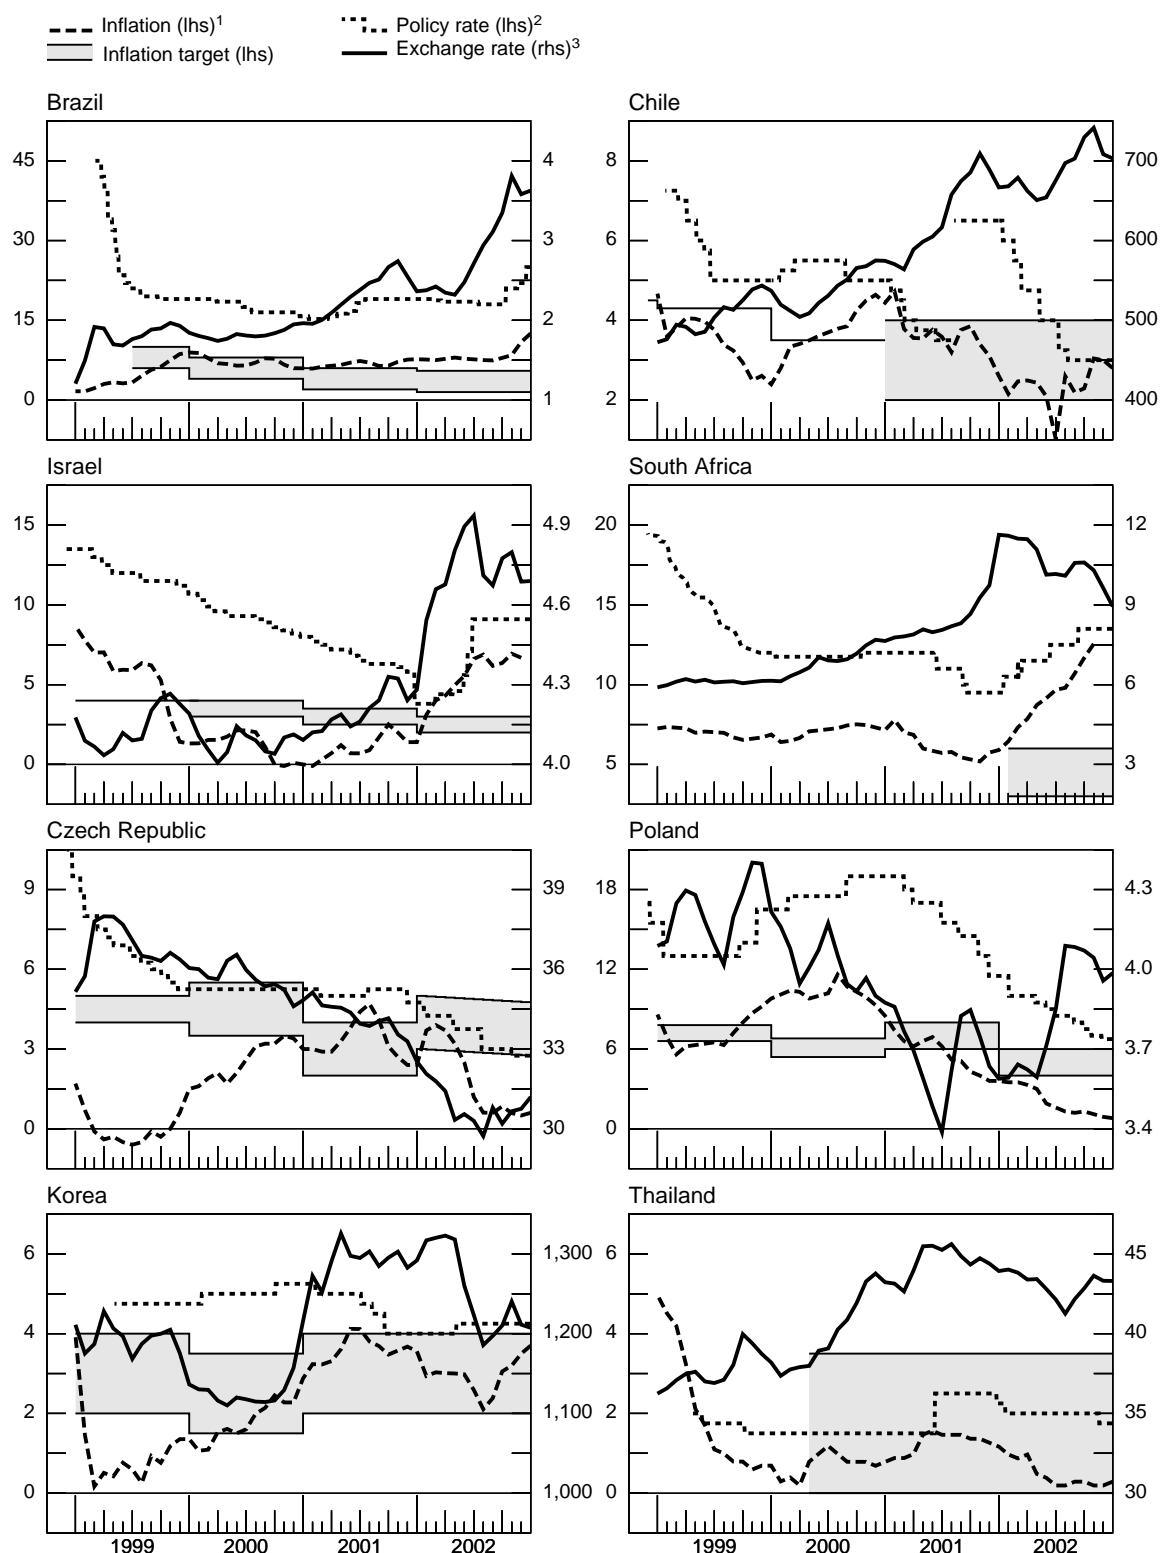 Inflation (lhs)1 Policy rate (lhs)2
Inflation target (lhs) Exchange rate (rhs)3
Brazil Chile
45 4 8 700
30 3 6 600
15 2 4 500
0 1 2 400
Israel South Africa
15 4.9 20 12
10 4.6 15 9
5 4.3 10 6
0 4.0 5 3
Czech Republic Poland
9 39 18 4.3
6 36 12 4.0
3 33 6 3.7
0 30 0 3.4
Korea Thailand
6 1,300 6 45
4 1,200 4 40
2 1,100 2 35
0 1,000 0 30
1999 2000 2001 2002 1999 2000 2001 2002